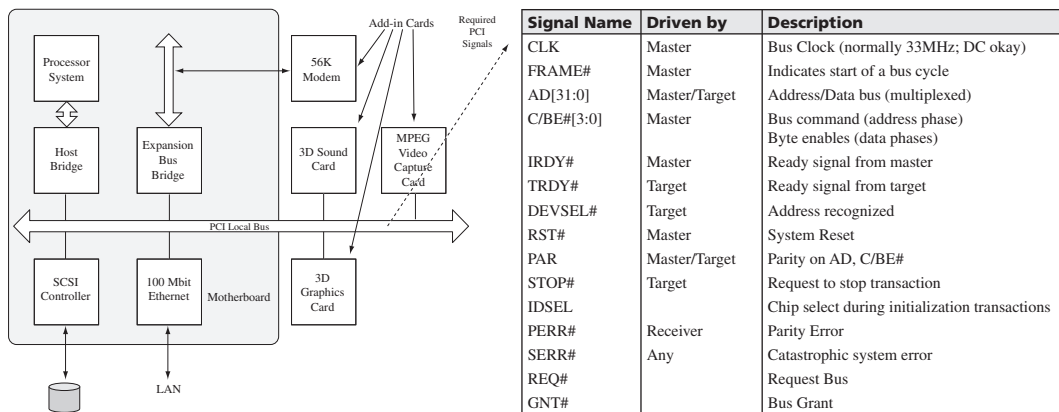 Add-in Cards
Required
PCI
Signals
Processor
System
56K
Modem
Host
Bridge
Expansion
Bus
Bridge
3D Sound
Card
MPEG
Video
Capture
Card
PCI Local Bus
SCSI
Controller
100 Mbit
Ethernet
Motherboard
3D
Graphics
Card
LAN
Signal Name Driven by Description
CLK Master Bus Clock (normally 33MHz; DC okay)
FRAME# Master Indicates start of a bus cycle
AD[31:0] Master/Target Address/Data bus (multiplexed)
C/BE#[3:0] Master Bus command (address phase)
Byte enables (data phases)
IRDY# Master Ready signal from master
TRDY# Target Ready signal from target
DEVSEL# Target Address recognized
RST# Master System Reset
PAR Master/Target Parity on AD, C/BE#
STOP# Target Request to stop transaction
IDSEL Chip select during initialization transactions
PERR# Receiver Parity Error
SERR# Any Catastrophic system error
REQ# Request Bus
GNT# Bus Grant